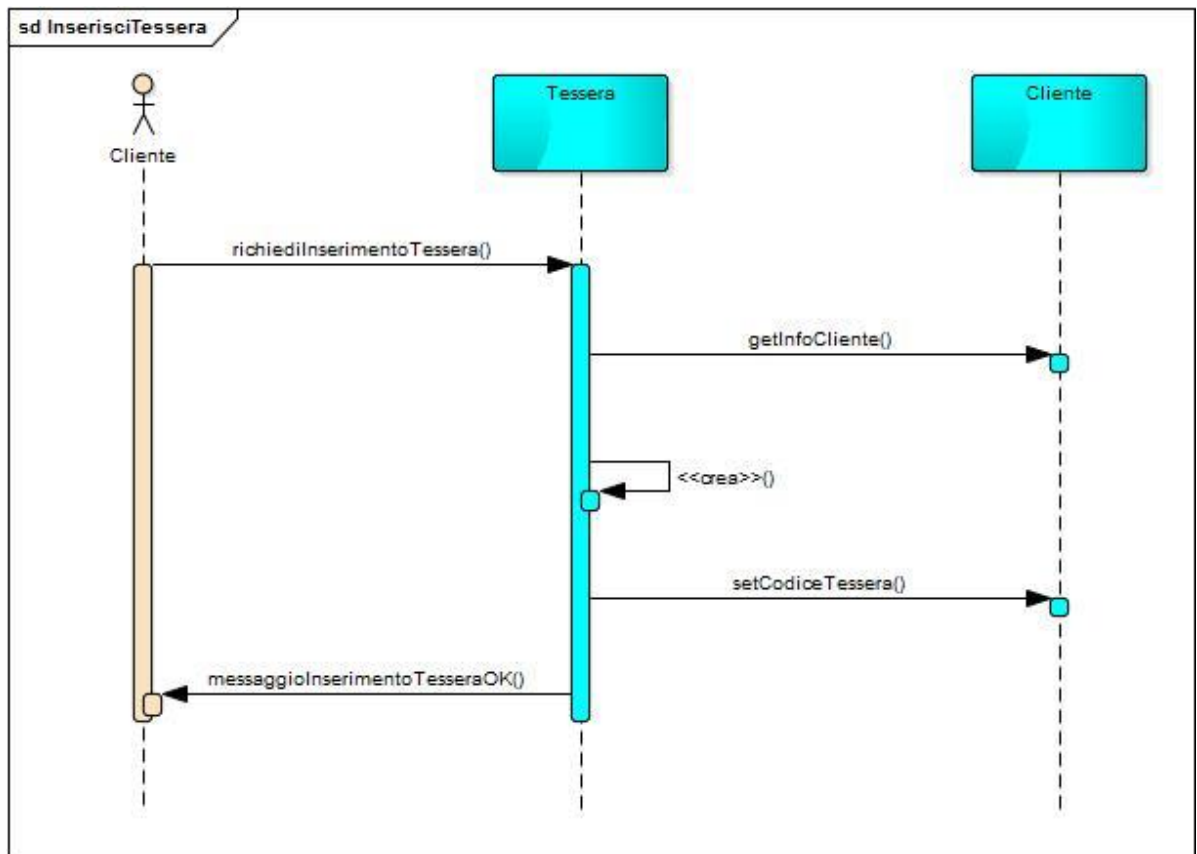 sd InserisciTessera
Tessera
Cliente
Cliente
richiediInserimentoTessera()
getInfoCliente()
<<crea>>()
setCodiceTessera()
messaggioInserimentoTesseraOK()